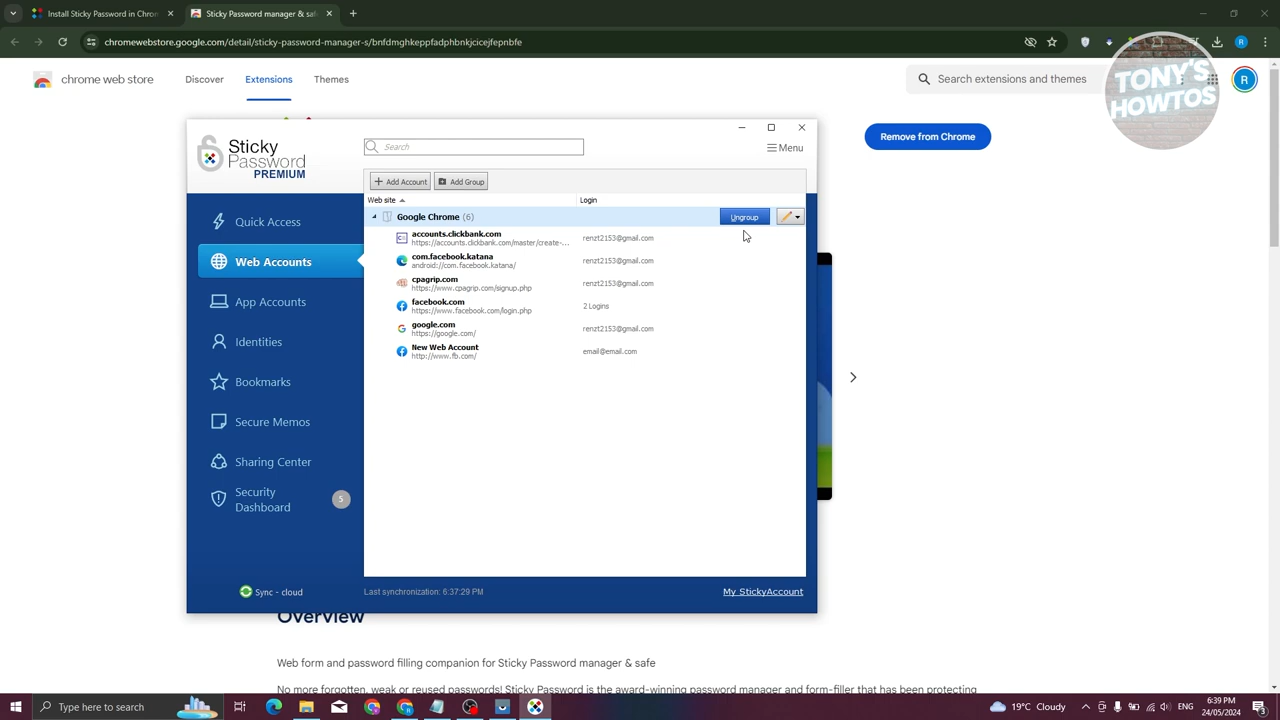 Install Sticky Password in Chrom
Manager & saf
chromewebstore.google.com/detail/sticky-password-manager-s/bnfdmghkeppfadphbnkjcicejfepnbfe
chrome web store
Discover
Extensions
Themes
Search extensions and themes
R
TONY'S
HOWTOS
Remove from Chrome
Sticky
Password
PREMIUM
Search
Menu
Add Account
Add Group
Web site
Login
Quick Access
Web Accounts
App Accounts
Identities
Bookmarks
Secure Memos
Sharing Center
Security
Dashboard
5
Google Chrome (6)
Ungroup
accounts.clickbank.com
https://accounts.clickbank.com/master/create-...
renzt2153@gmail.com
com.facebook.katana
android://com.facebook.katana/
renzt2153@gmail.com
cpagrip.com
https://www.cpagrip.com/signup.php
renzt2153@gmail.com
facebook.com
https://www.facebook.com/login.php
2 Logins
google.com
https://google.com/
renzt2153@gmail.com
New Web Account
http://www.fb.com/
email@email.com
Sync - cloud
Last synchronization: 6:37:29 PM
My StickyAccount
Overview
Web form and password filling companion for Sticky Password manager & safe
No more forgotten, weak or reused passwords! Sticky Password is the award-winning password manager and form-filler that has been protecting
Type here to search
19°C Cloudy
6:39 PM
24/05/2024